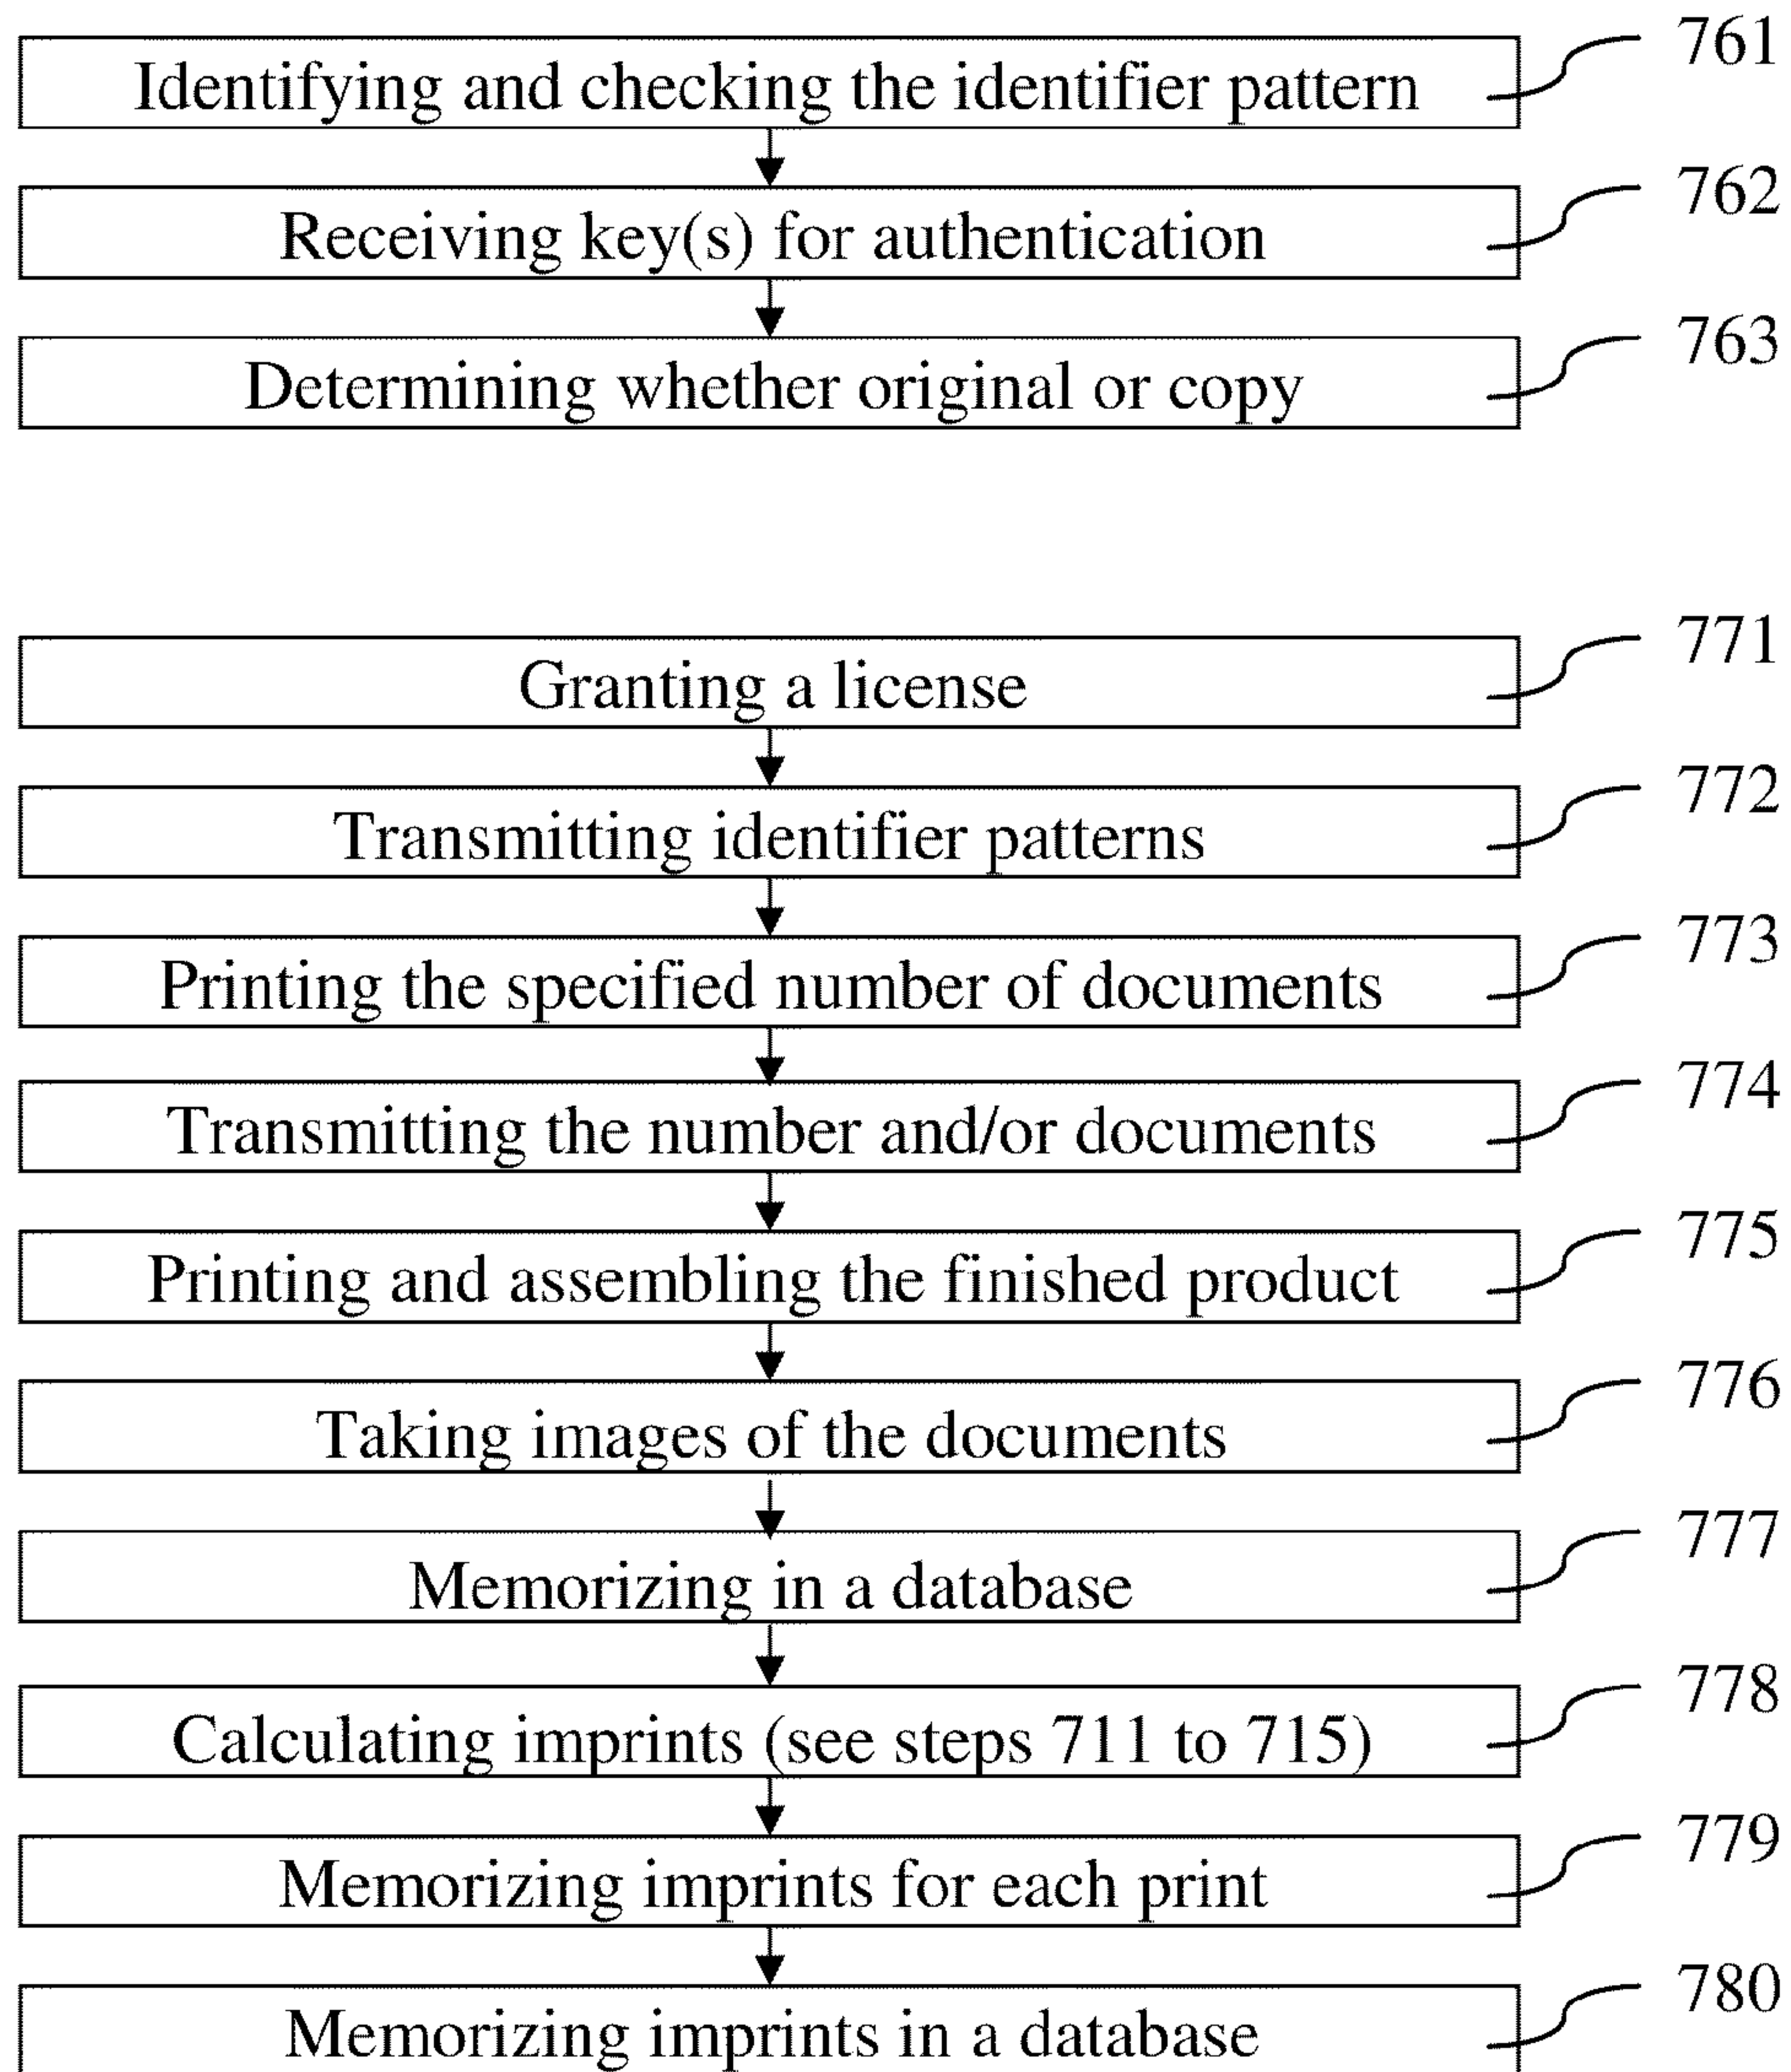 761
Identifying and checking the identifier pattern
762
Receiving key(s) for authentication
763
Determining whether original or copy
771
Granting a license
772
Transmitting identifier patterns
773
Printing the specified number of documents
774
Transmitting the number and/or documents
775
Printing and assembling the finished product
776
Taking images of the documents
777
Memorizing in a database
778
Calculating imprints (see steps 711 to 715)
779
Memorizing imprints for each print
780
Memorizing imprints in a database